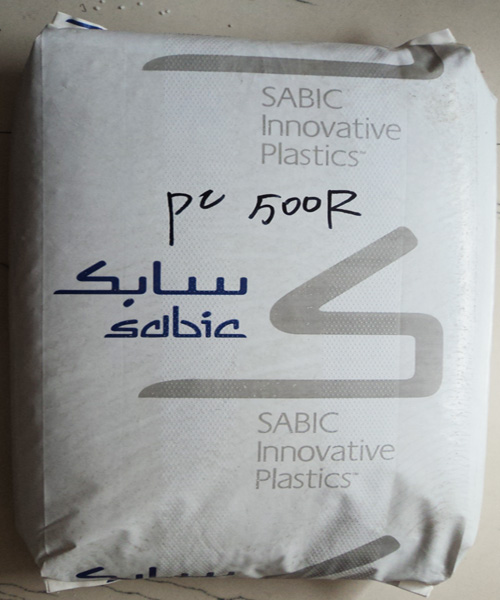 SABIC
Innovative
Plastics™
PC 500R
سابك
sabic
SABIC
Innovative
Plastics™